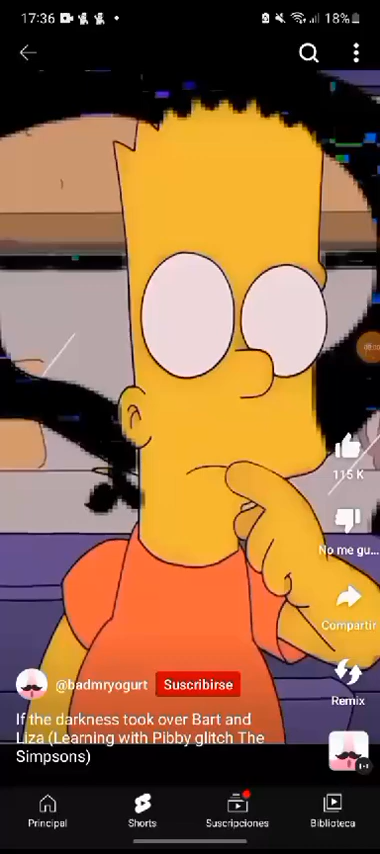 17:36
18%
115 K
No me gu...
Compartir
Remix
@badmryogurt
Suscribirse
If the darkness took over Bart and
Liza (Learning with Pibby glitch The
Simpsons)
Principal
Shorts
Suscripciones
Biblioteca